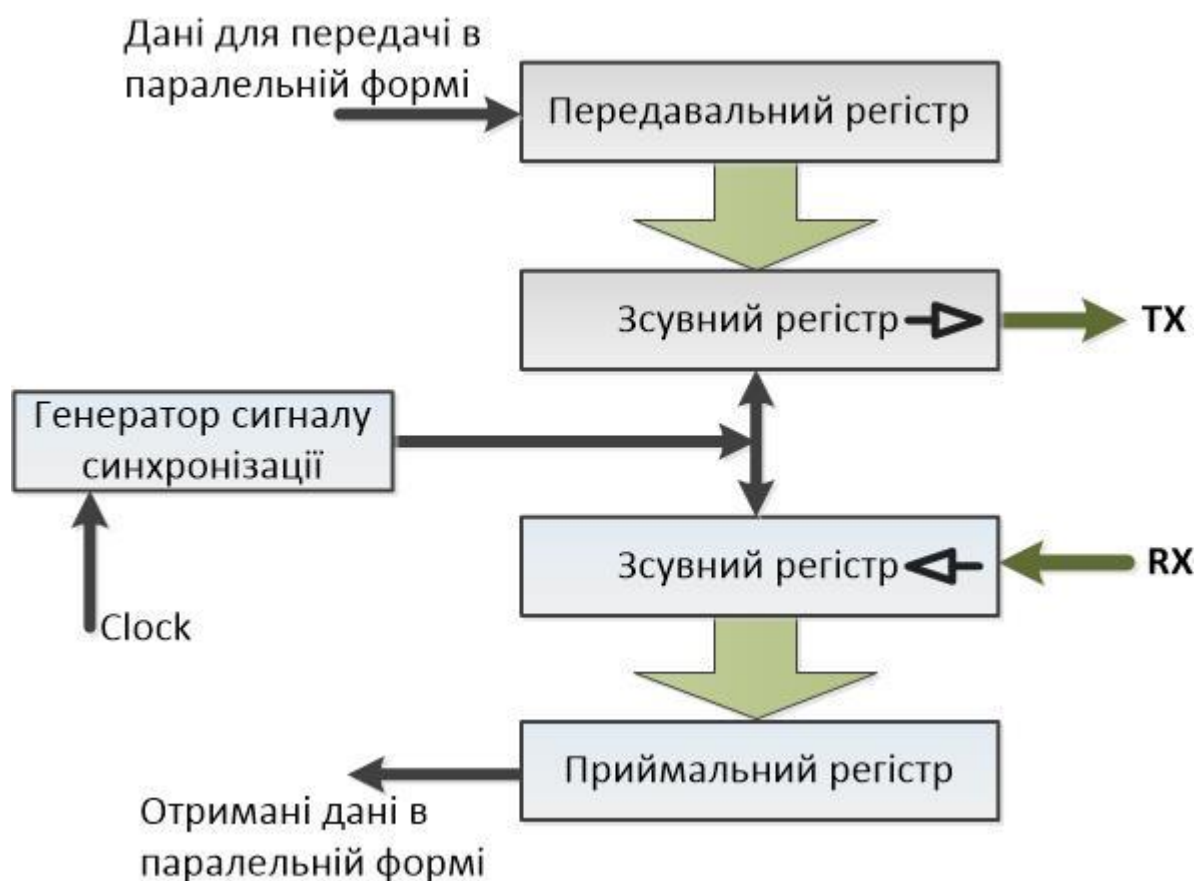 Дані для передачі в
паралельній формі
Передавальний регістр
Зсувний регістр
TX
Генератор сигналу
синхронізації
Зсувний регістр
RX
Clock
Приймальний регістр
Отримані дані в
паралельній формі